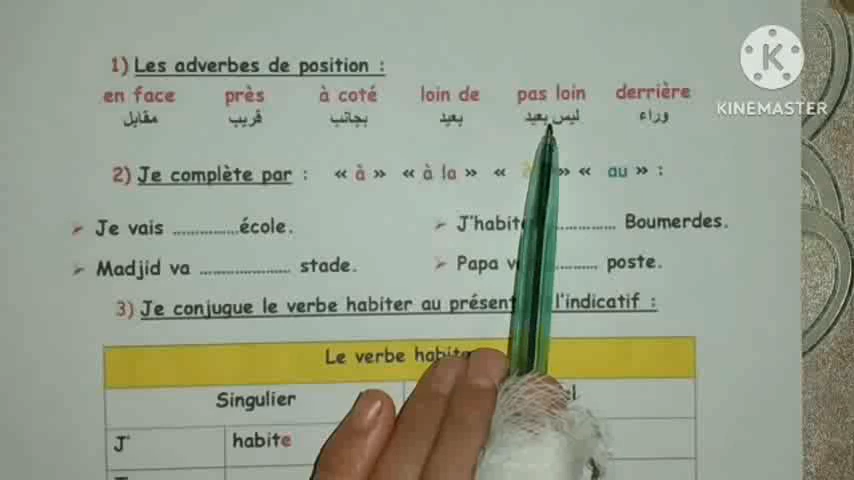 1) Les adverbes de position :
en face près à coté loin de pas loin derrière
مقابل قريب بجانب بعيد ليس بعيد وراء
2) Je complète par : « à » « à la » « » « au » :
➢ Je vais ................école. ➢ J'habite ............. Boumerdes.
➢ Madjid va ...................... stade. ➢ Papa v ........... poste.
3) Je conjugue le verbe habiter au présent l'indicatif :
Le verbe habiter
Singulier
J' habite
K
KINEMASTER